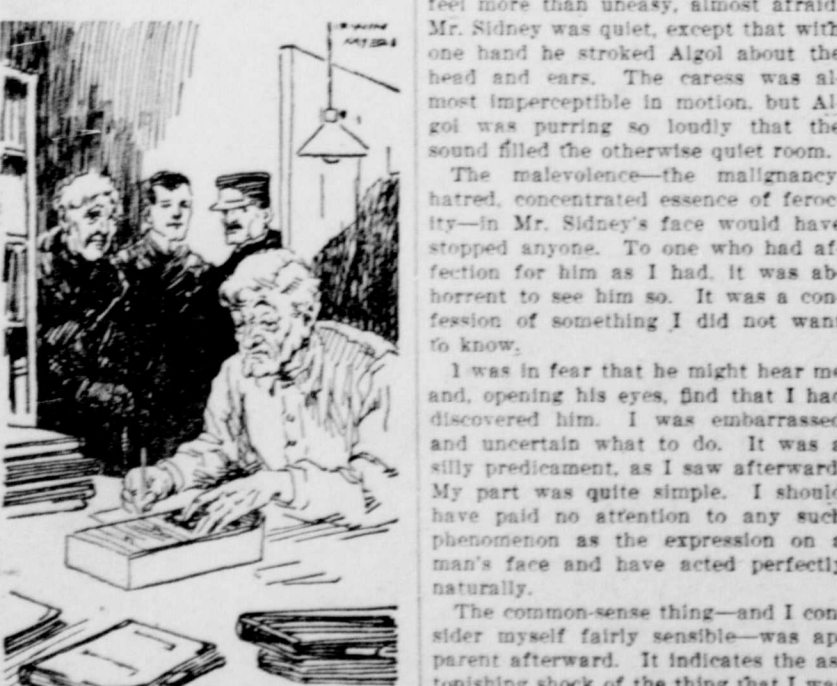 feel more than uneasy, almost afraid.
Mr. Sidney was quiet, except that with
one hand he stroked Algol about the
head and ears. The caress was al-
most imperceptible in motion, but Al-
gol was purring so loudly that the
sound filled the otherwise quiet room.
The malevolence—the malignancy,
hatred, concentrated essence of feroc-
ity—in Mr. Sidney's face would have
stopped anyone. To one who had af-
fection for him as I had, it was ab-
horrent to see him so. It was a con-
fession of something I did not want
to know.
I was in fear that he might hear me
and, opening his eyes, find that I had
discovered him. I was embarrassed
and uncertain what to do. It was a
silly predicament, as I saw afterward.
My part was quite simple. I should
have paid no attention to any such
phenomenon as the expression on a
man's face and have acted perfectly
naturally.
The common-sense thing—and I con-
sider myself fairly sensible—was ap-
parent afterward. It indicates the as-
tonishing shock of the thing that I was